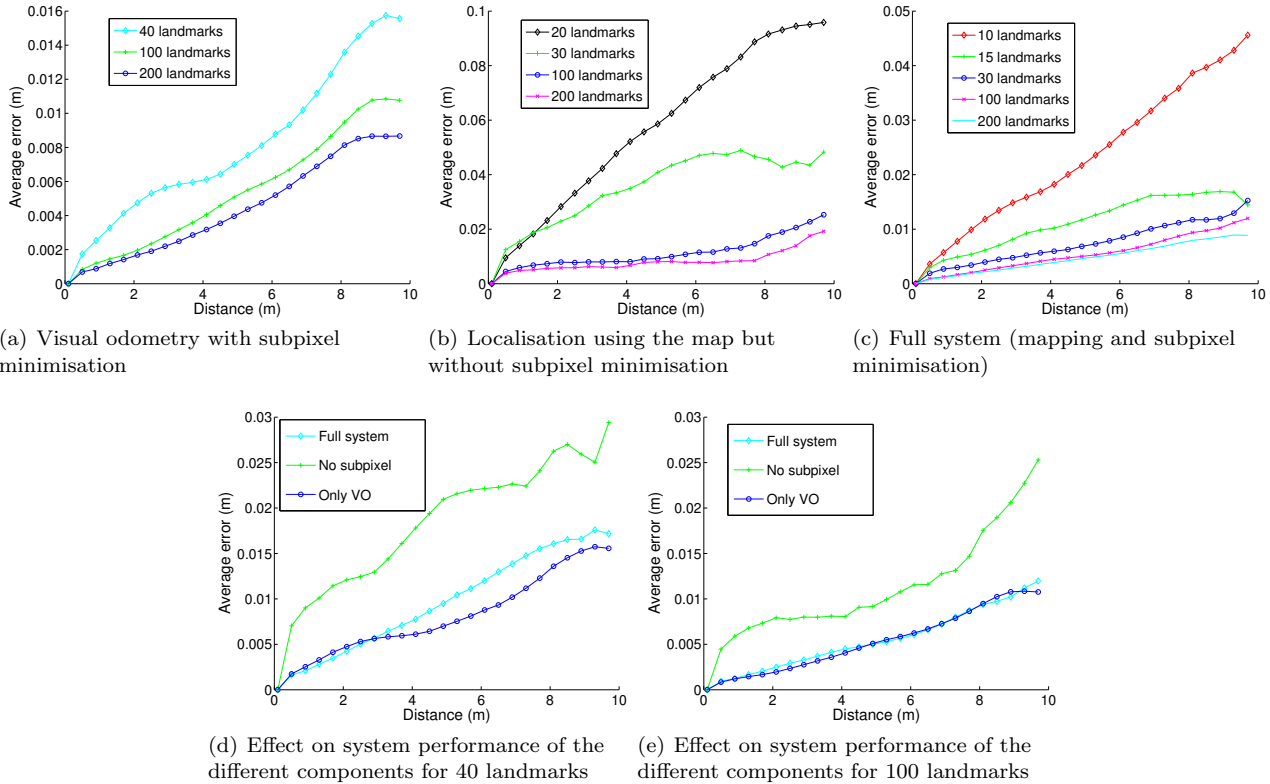 0.016
0.014
0.012
0.01
0.008
0.006
0.004
0.002
0
0 2 4 6 8 10
Average error (m)
Distance (m)
40 landmarks
100 landmarks
200 landmarks
(a) Visual odometry with subpixel
minimisation
0.1
0.08
0.06
0.04
0.02
0
0 2 4 6 8 10
Average error (m)
Distance (m)
20 landmarks
30 landmarks
100 landmarks
200 landmarks
(b) Localisation using the map but
without subpixel minimisation
0.05
0.04
0.03
0.02
0.01
0
0 2 4 6 8 10
Average error (m)
Distance (m)
10 landmarks
15 landmarks
30 landmarks
100 landmarks
200 landmarks
(c) Full system (mapping and subpixel
minimisation)
0.03
0.025
0.02
0.015
0.01
0.005
0
0 2 4 6 8 10
Average error (m)
Distance (m)
Full system
No subpixel
Only VO
(d) Effect on system performance of the
different components for 40 landmarks
0.03
0.025
0.02
0.015
0.01
0.005
0
0 2 4 6 8 10
Average error (m)
Distance (m)
Full system
No subpixel
Only VO
(e) Effect on system performance of the
different components for 100 landmarks